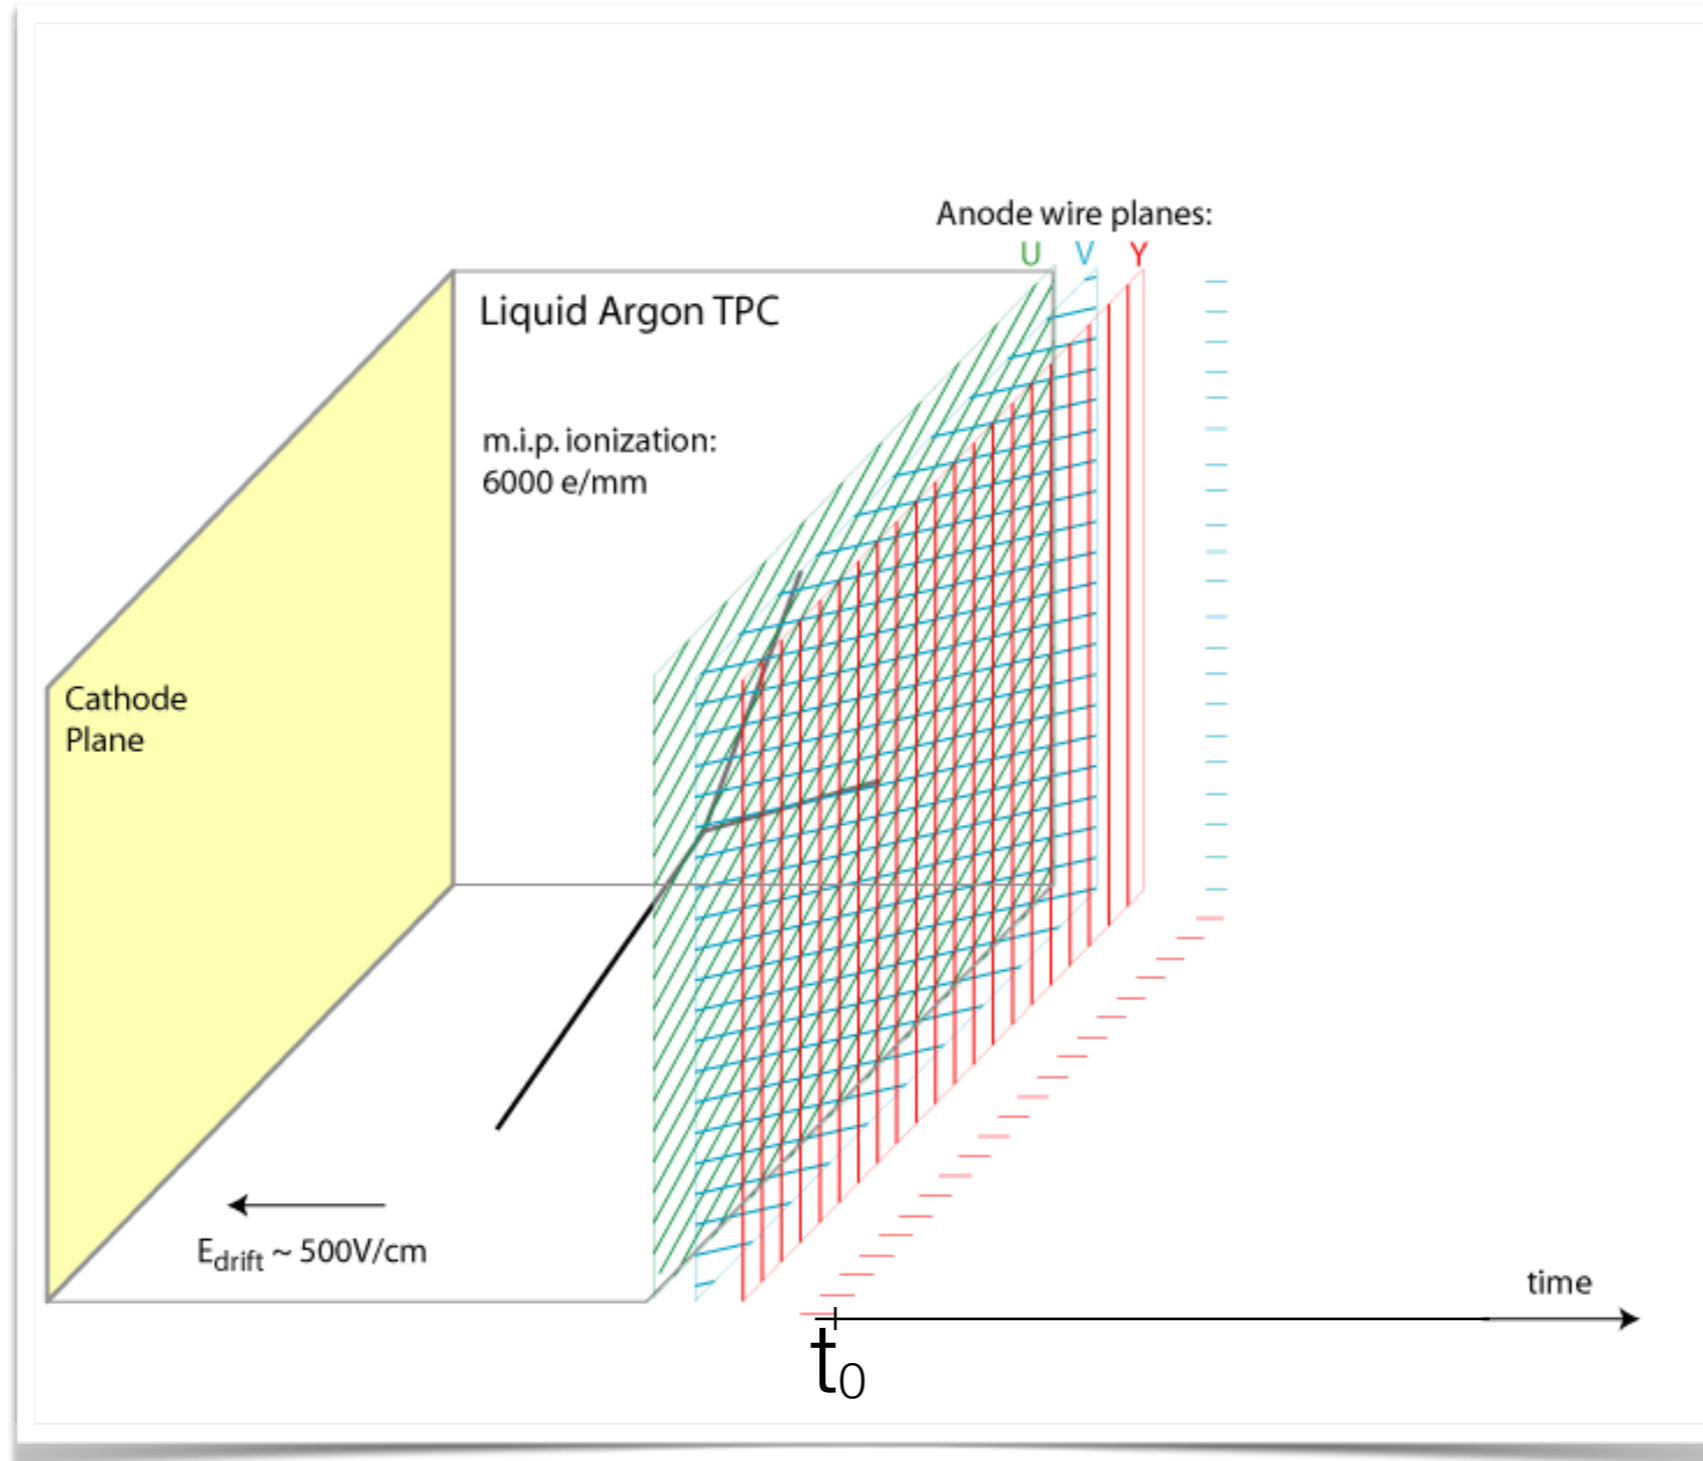 Anode wire planes:
U V Y
Liquid Argon TPC
m.i.p. ionization:
6000 e/mm
Cathode
Plane
Edrift ~ 500V/cm
time
t0